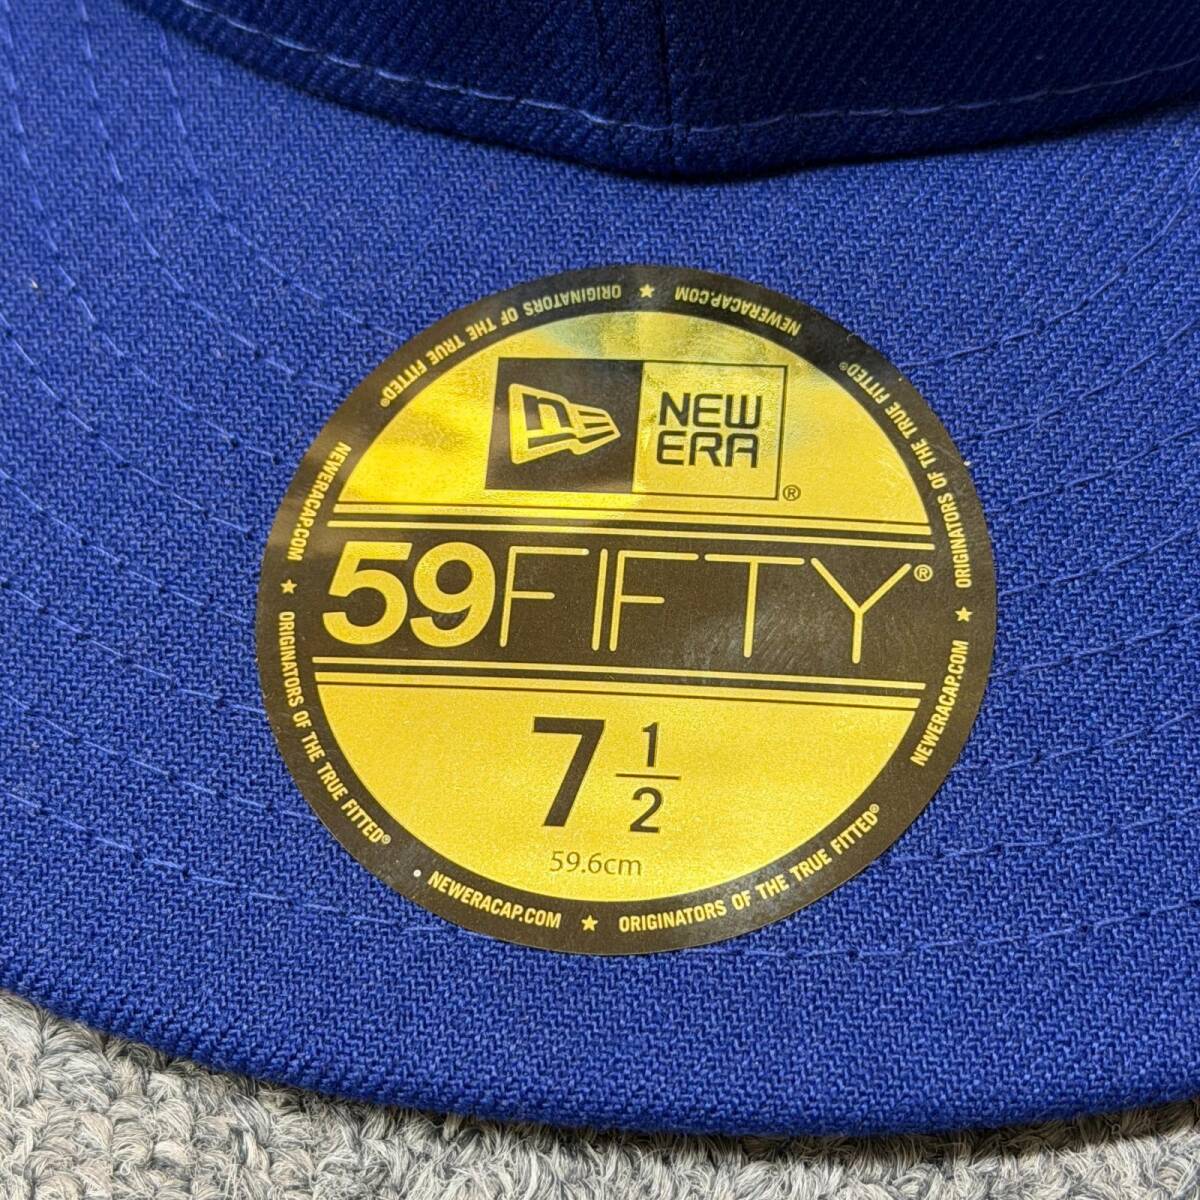 NEW
ERA
®
59FIFTY®
7 1/2
59.6cm
NEWERACAP.COM ★ ORIGINATORS OF THE TRUE FITTED®
NEWERACAP.COM ★ ORIGINATORS OF THE TRUE FITTED®
NEWERACAP.COM ★ ORIGINATORS OF THE TRUE FITTED®
NEWERACAP.COM ★ ORIGINATORS OF THE TRUE FITTED®